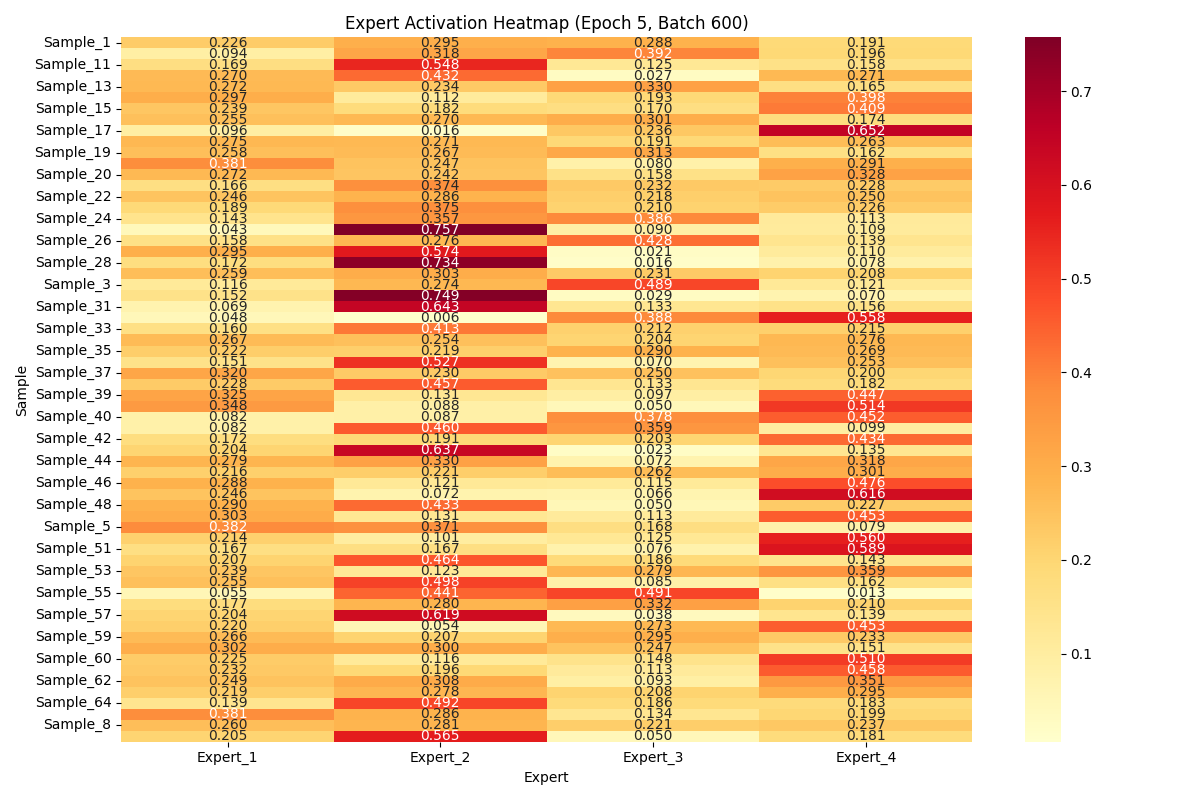 Expert Activation Heatmap (Epoch 5, Batch 600)
Sample_1 0.226 0.295 0.288 0.191
0.094 0.318 0.392 0.196
Sample_11 0.169 0.548 0.125 0.158
0.270 0.432 0.027 0.271
Sample_13 0.272 0.234 0.330 0.165
0.297 0.112 0.193 0.398
Sample_15 0.239 0.182 0.170 0.409
0.255 0.270 0.301 0.174
Sample_17 0.096 0.016 0.236 0.652
0.275 0.271 0.191 0.263
Sample_19 0.258 0.267 0.313 0.162
0.381 0.247 0.080 0.291
Sample_20 0.272 0.242 0.158 0.328
0.166 0.374 0.232 0.228
Sample_22 0.246 0.286 0.218 0.250
0.189 0.375 0.210 0.226
Sample_24 0.143 0.357 0.386 0.113
0.043 0.757 0.090 0.109
Sample_26 0.158 0.276 0.428 0.139
0.295 0.574 0.021 0.110
Sample_28 0.172 0.734 0.016 0.078
0.259 0.303 0.231 0.208
Sample_3 0.116 0.274 0.489 0.121
0.152 0.749 0.029 0.070
Sample_31 0.069 0.643 0.133 0.156
0.048 0.006 0.388 0.558
Sample_33 0.160 0.413 0.212 0.215
0.267 0.254 0.204 0.276
Sample_35 0.222 0.219 0.290 0.269
0.151 0.527 0.070 0.253
Sample_37 0.320 0.230 0.250 0.200
0.228 0.457 0.133 0.182
Sample_39 0.325 0.131 0.097 0.447
0.348 0.088 0.050 0.514
Sample_40 0.082 0.087 0.378 0.452
0.082 0.460 0.359 0.099
Sample_42 0.172 0.191 0.203 0.434
0.204 0.637 0.023 0.135
Sample_44 0.279 0.330 0.072 0.318
0.216 0.221 0.262 0.301
Sample_46 0.288 0.121 0.115 0.476
0.246 0.072 0.066 0.616
Sample_48 0.290 0.433 0.050 0.227
0.303 0.131 0.113 0.453
Sample_5 0.382 0.371 0.168 0.079
0.214 0.101 0.125 0.560
Sample_51 0.167 0.167 0.076 0.589
0.207 0.464 0.186 0.143
Sample_53 0.239 0.123 0.279 0.359
0.255 0.498 0.085 0.162
Sample_55 0.055 0.441 0.491 0.013
0.177 0.280 0.332 0.210
Sample_57 0.204 0.619 0.038 0.139
0.220 0.054 0.273 0.453
Sample_59 0.266 0.207 0.295 0.233
0.302 0.300 0.247 0.151
Sample_60 0.225 0.116 0.148 0.510
0.232 0.196 0.113 0.458
Sample_62 0.249 0.308 0.093 0.351
0.219 0.278 0.208 0.295
Sample_64 0.139 0.492 0.186 0.183
0.381 0.286 0.134 0.199
Sample_8 0.260 0.281 0.221 0.237
0.205 0.565 0.050 0.181
Expert_1 Expert_2 Expert_3 Expert_4
Expert
Sample
0.7
0.6
0.5
0.4
0.3
0.2
0.1